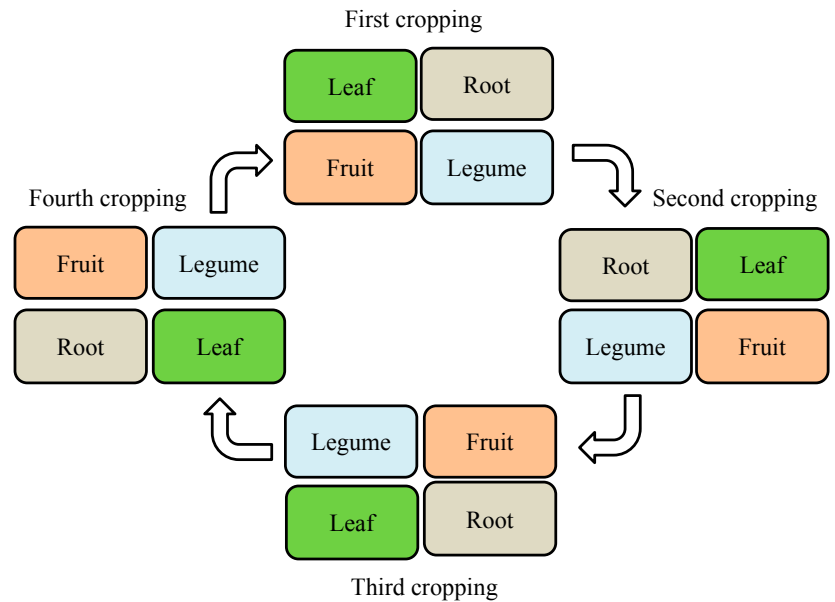 First cropping
Leaf Root
Fruit Legume
Fourth cropping
Fruit Legume
Root Leaf
Second cropping
Root Leaf
Legume Fruit
Legume Fruit
Leaf Root
Third cropping